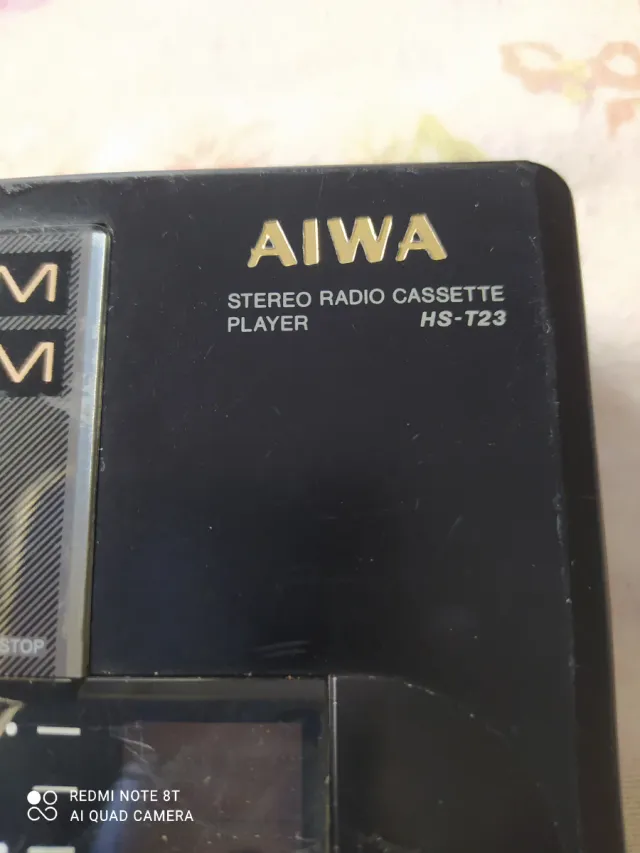 AIWA
STEREO RADIO CASSETTE
PLAYER HS-T23
M
M
STOP
REDMI NOTE 8T
AI QUAD CAMERA